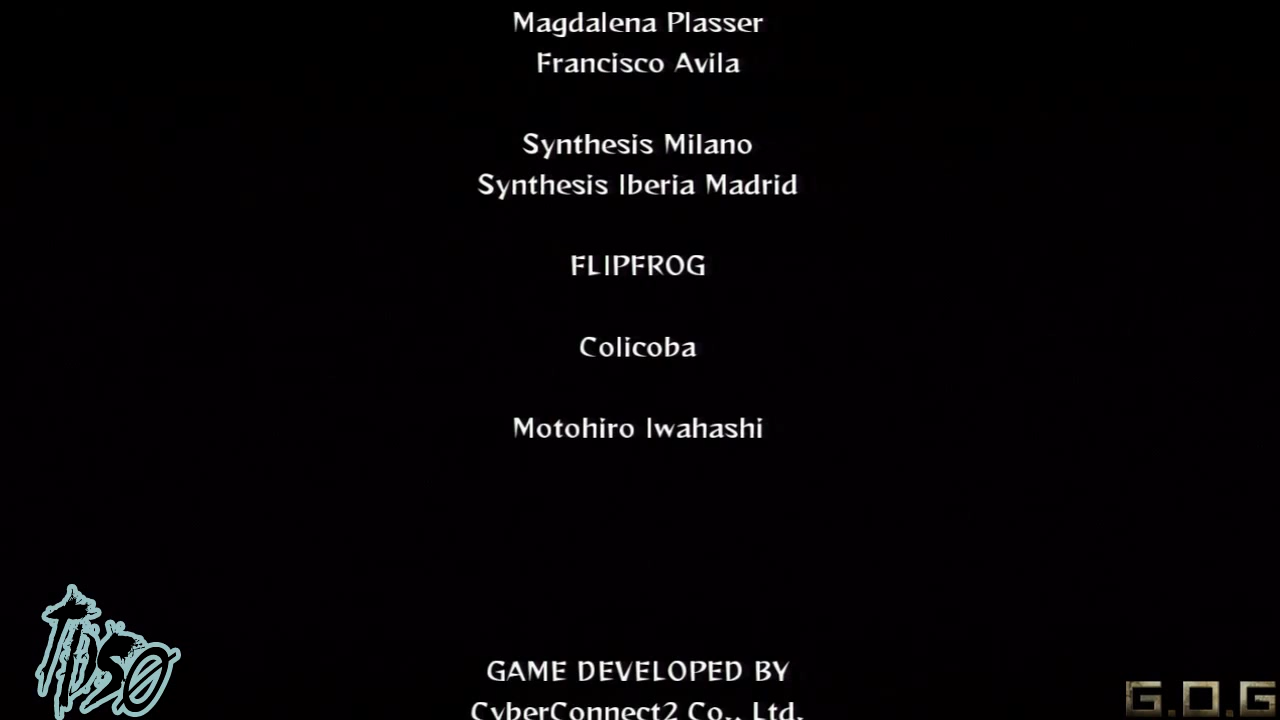 Magdalena Plasser
Francisco Avila
Synthesis Milano
Synthesis Iberia Madrid
FLIPFROG
Colicoba
Motohiro Iwahashi
GAME DEVELOPED BY
CyberConnect2 Co., Ltd.
G.O.G